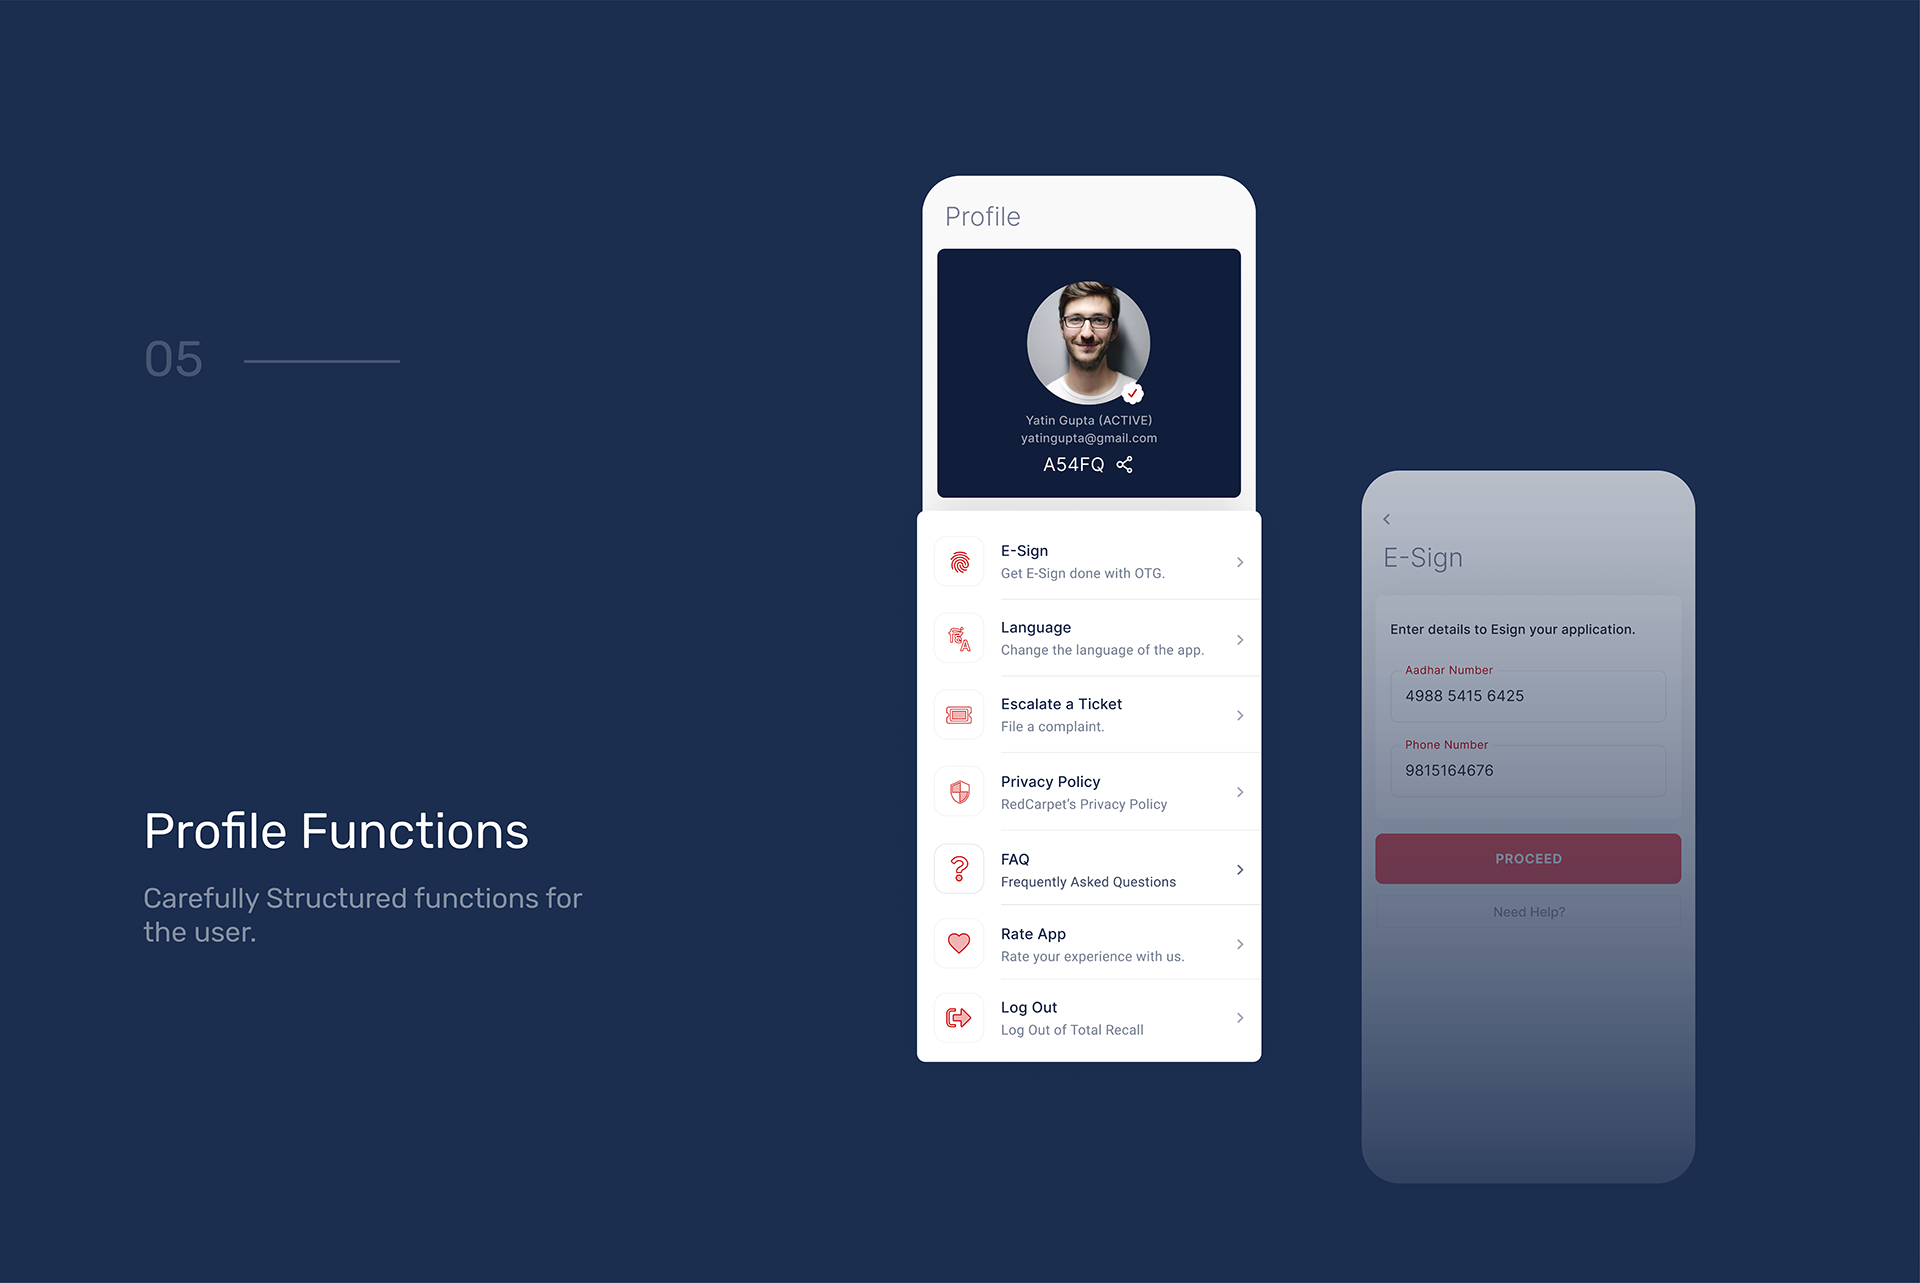 05
Profile Functions
Carefully Structured functions for
the user.
Profile
Yatin Gupta (ACTIVE)
yatingupta@gmail.com
A54FQ
E-Sign
Get E-Sign done with OTG.
Language
Change the language of the app.
Escalate a Ticket
File a complaint.
Privacy Policy
RedCarpet's Privacy Policy
FAQ
Frequently Asked Questions
Rate App
Rate your experience with us.
Log Out
Log Out of Total Recall
E-Sign
Enter details to Esign your application.
Aadhar Number
4988 5415 6425
Phone Number
9815164676
PROCEED
Need Help?